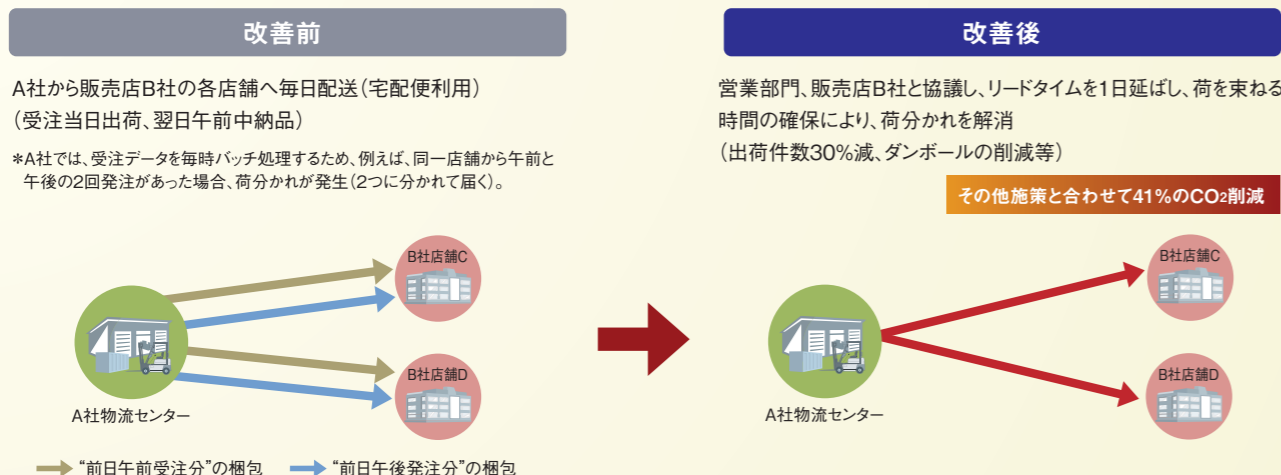 改善前
A社から販売店B社の各店舗へ毎日配送(宅配便利用)
(受注当日出荷、翌日午前中納品)
*A社では、受注データを毎時バッチ処理するため、例えば、同一店舗から午前と
午後の2回発注があった場合、荷分かれが発生(2つに分かれて届く)。
B社店舗C
B社店舗D
A社物流センター
"前日午前受注分"の梱包
"前日午後発注分"の梱包
改善後
営業部門、販売店B社と協議し、リードタイムを1日延ばし、荷を束ねる
時間の確保により、荷分かれを解消
(出荷件数30%減、ダンボールの削減等)
その他施策と合わせて41%のCO2削減
B社店舗C
B社店舗D
A社物流センター